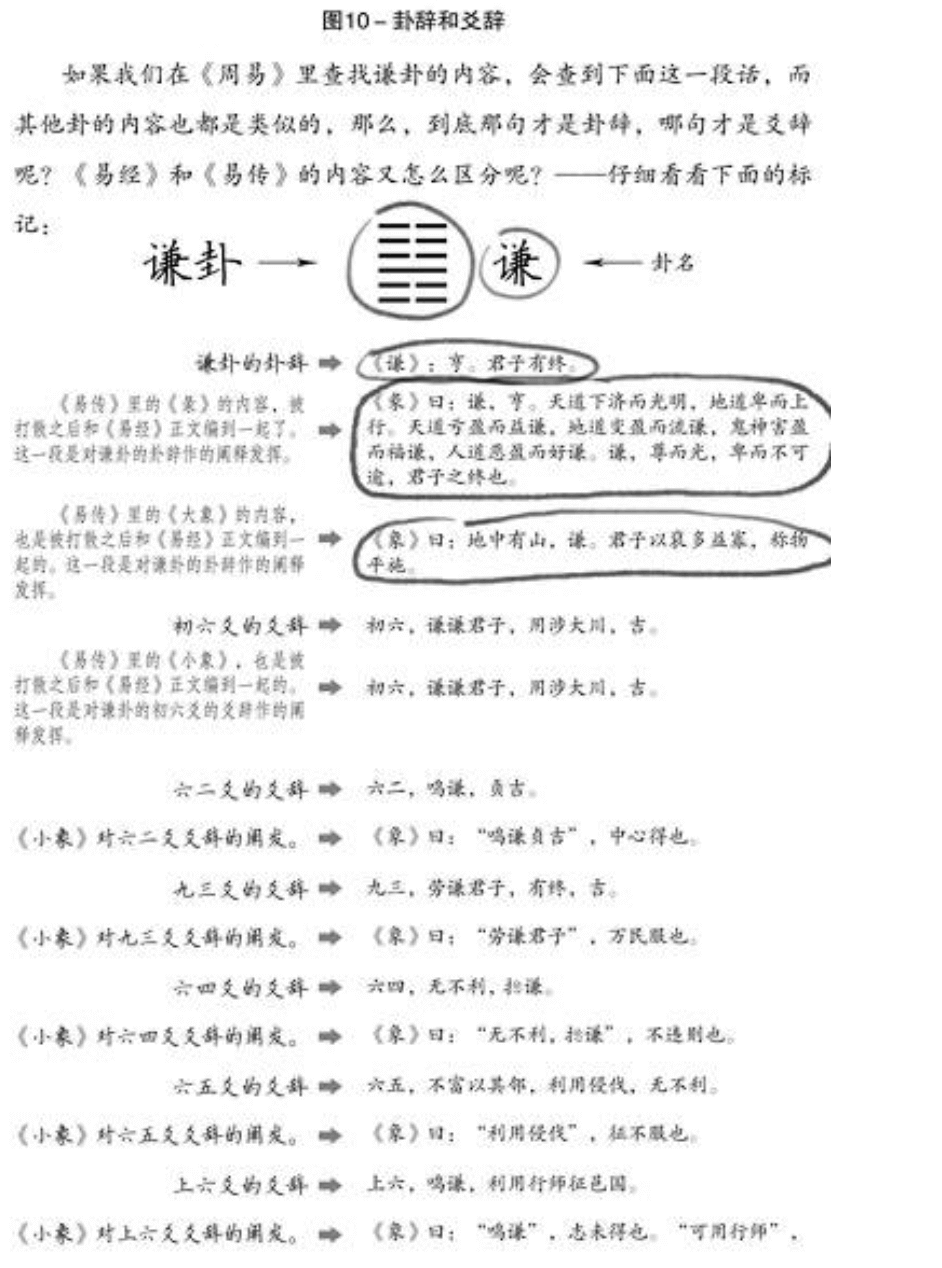 图10 – 卦辞和爻辞
如果我们在《周易》里查找谦卦的内容，会查到下面这一段话，而
其他卦的内容也都是类似的，那么，到底那句才是卦辞，哪句才是爻辞
呢？《易经》和《易传》的内容又怎么区分呢？——仔细看看下面的标
记：
谦卦 谦 卦名
谦卦的卦辞 《谦》：亨。君子有终。
《易传》里的《彖》的内容，被
打散之后和《易经》正文编到一起了。
这一段是对谦卦的卦辞作的阐释发挥。
《彖》曰：谦，亨。天道下济而光明，地道卑而上
行。天道亏盈而益谦，地道变盈而流谦，鬼神害盈
而福谦，人道恶盈而好谦。谦，尊而光，卑而不可
逾，君子之终也。
《易传》里的《大象》的内容，
也是被打散之后和《易经》正文编到一
起的。这一段是对谦卦的卦辞作的阐释
发挥。
《象》曰：地中有山，谦。君子以裒多益寡，称物
平施。
初六爻的爻辞 初六，谦谦君子，用涉大川，吉。
《易传》里的《小象》，也是被
打散之后和《易经》正文编到一起的。
这一段是对谦卦的初六爻的爻辞作的阐
释发挥。
初六，谦谦君子，用涉大川，吉。
六二爻的爻辞 六二，鸣谦，贞吉。
《小象》对六二爻爻辞的阐发。 《象》曰：“鸣谦贞吉”，中心得也。
九三爻的爻辞 九三，劳谦君子，有终，吉。
《小象》对九三爻爻辞的阐发。 《象》曰：“劳谦君子”，万民服也。
六四爻的爻辞 六四，无不利，㧑谦。
《小象》对六四爻爻辞的阐发。 《象》曰：“无不利，㧑谦”，不违则也。
六五爻的爻辞 六五，不富以其邻，利用侵伐，无不利。
《小象》对六五爻爻辞的阐发。 《象》曰：“利用侵伐”，征不服也。
上六爻的爻辞 上六，鸣谦，利用行师征邑国。
《小象》对上六爻爻辞的阐发。 《象》曰：“鸣谦”，志未得也。“可用行师”，